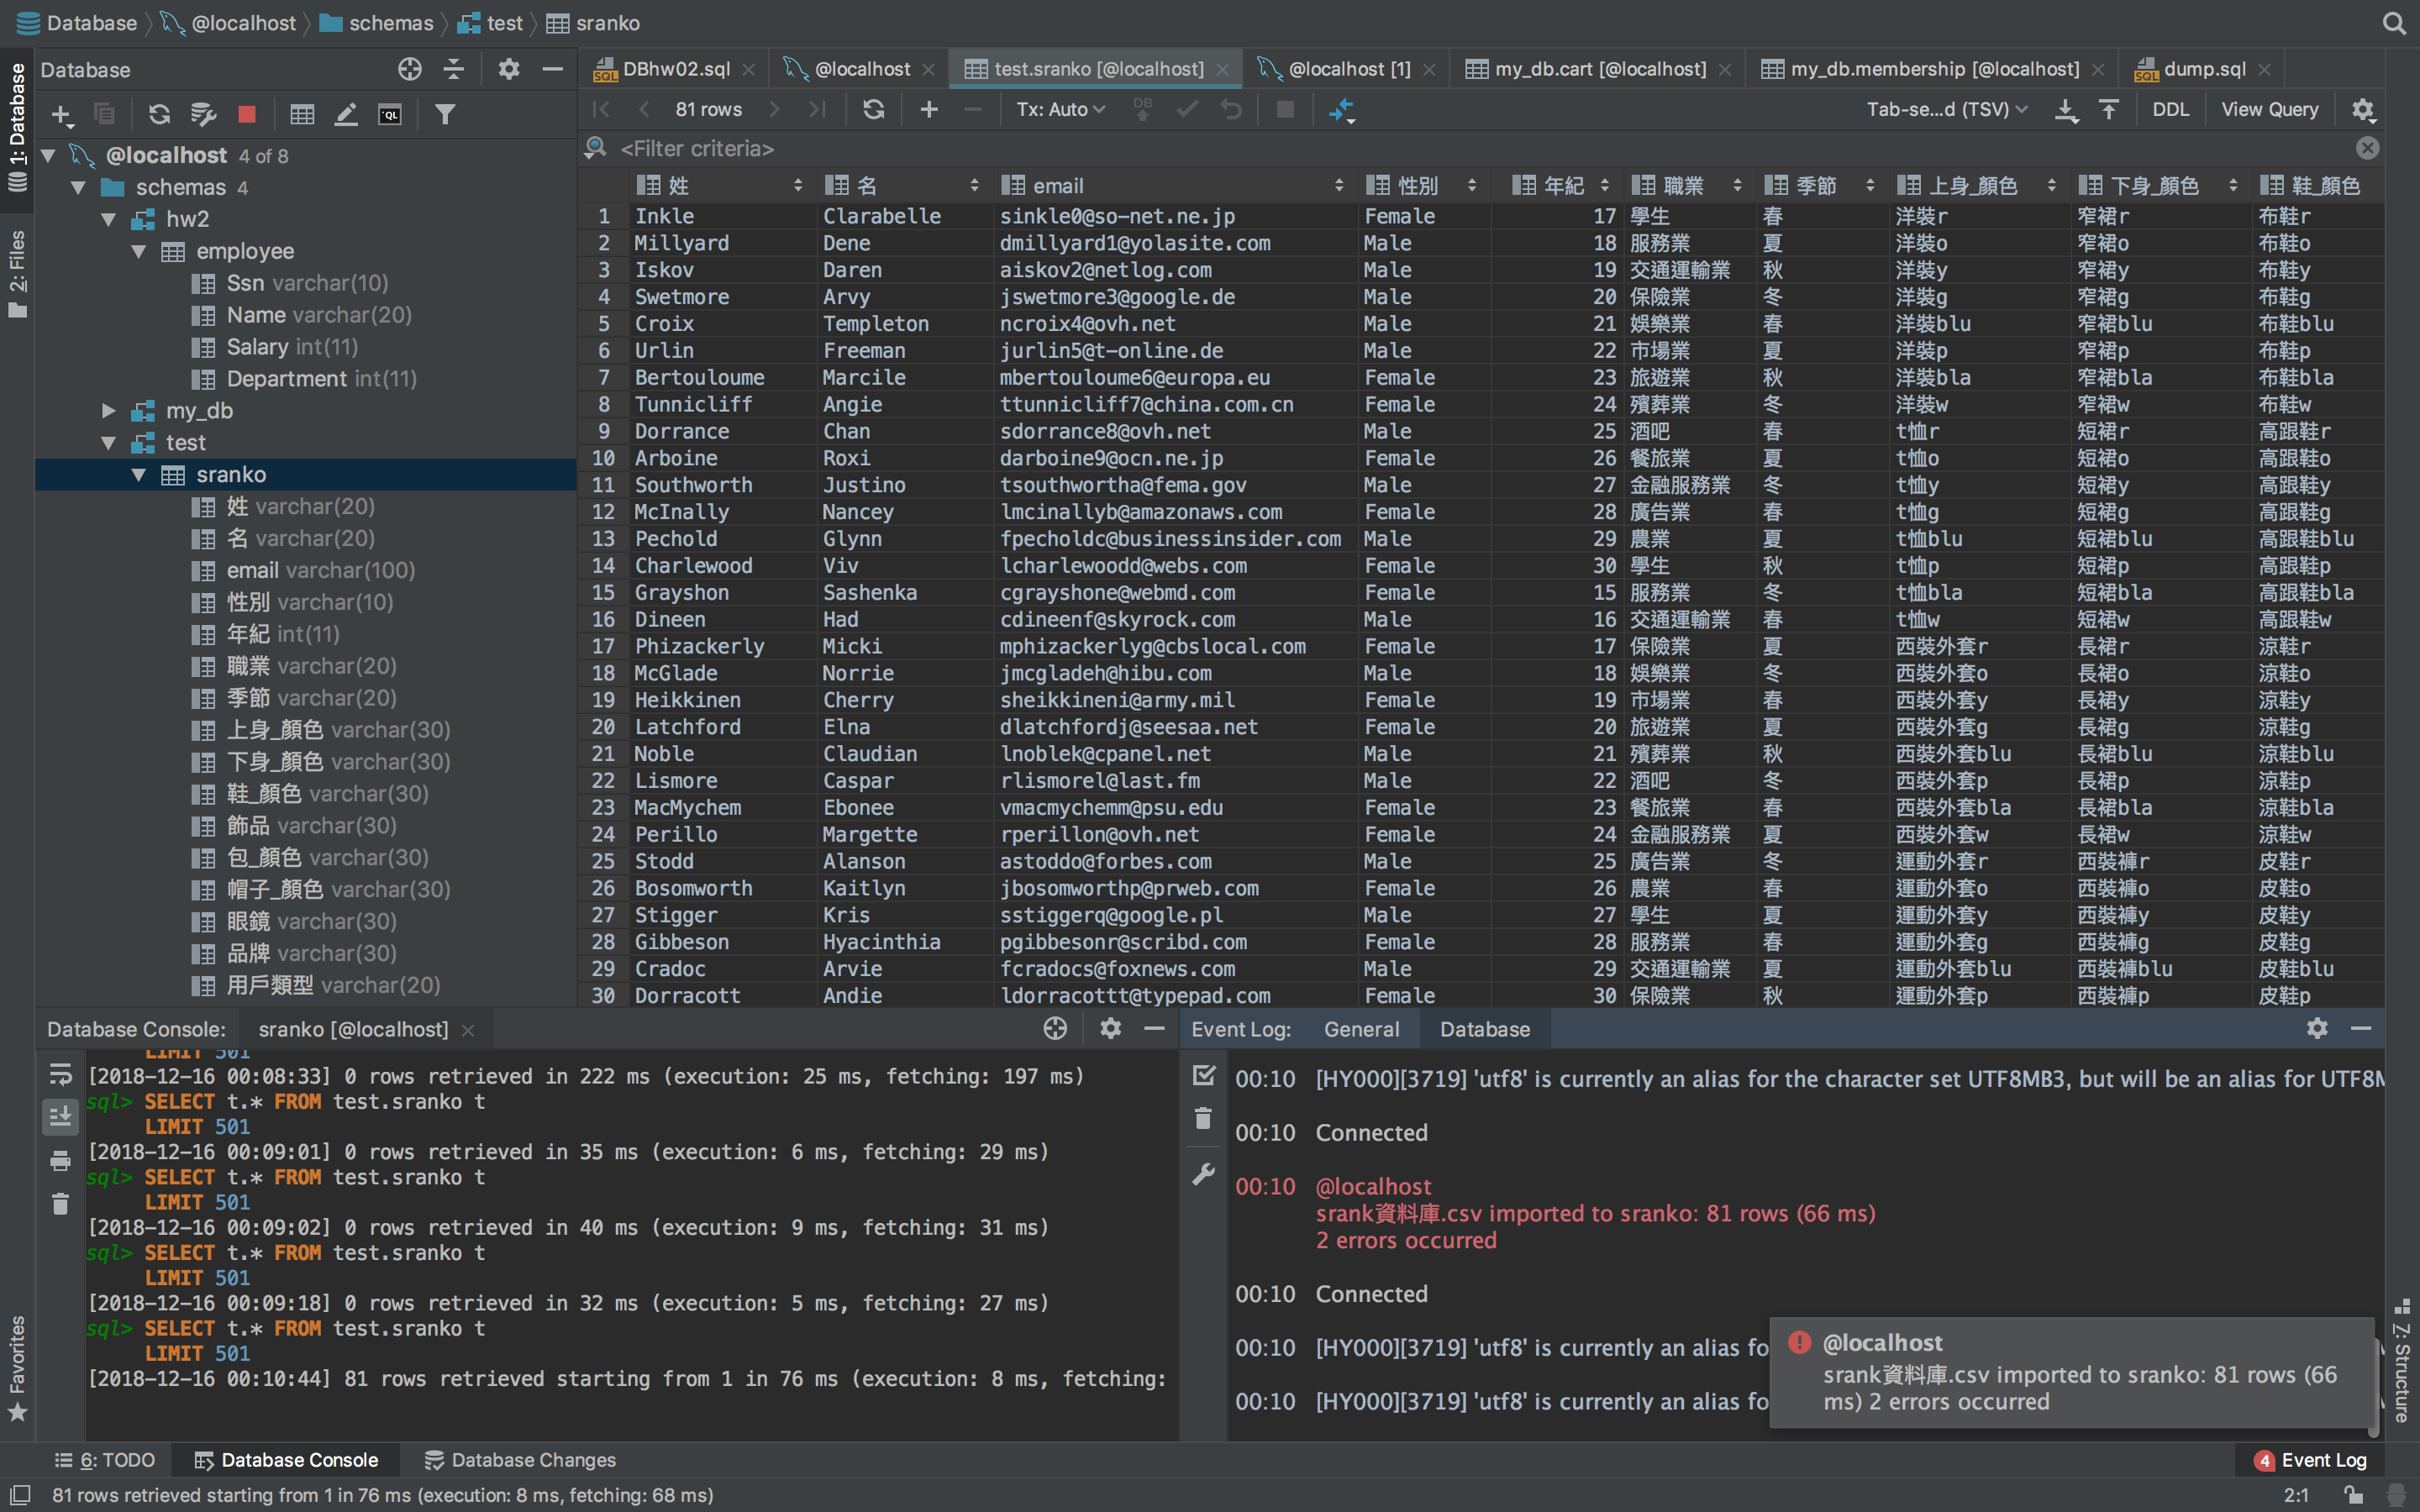 Database @localhost schemas test sranko
1: Database
2: Files
Favorites
7: Structure
Database
DBhw02.sql
@localhost
test.sranko [@localhost]
@localhost [1]
my_db.cart [@localhost]
my_db.membership [@localhost]
dump.sql
81 rows
Tx: Auto
DB
Tab-se...d (TSV)
DDL
View Query
<Filter criteria>
@localhost 4 of 8
schemas 4
hw2
employee
Ssn varchar(10)
Name varchar(20)
Salary int(11)
Department int(11)
my_db
test
sranko
姓 varchar(20)
名 varchar(20)
email varchar(100)
性別 varchar(10)
年紀 int(11)
職業 varchar(20)
季節 varchar(20)
上身_顏色 varchar(30)
下身_顏色 varchar(30)
鞋_顏色 varchar(30)
飾品 varchar(30)
包_顏色 varchar(30)
帽子_顏色 varchar(30)
眼鏡 varchar(30)
品牌 varchar(30)
用戶類型 varchar(20)
姓 名 email 性別 年紀 職業 季節 上身_顏色 下身_顏色 鞋_顏色
1 Inkle Clarabelle sinkle0@so-net.ne.jp Female 17 學生 春 洋裝r 窄裙r 布鞋r
2 Millyard Dene dmillyard1@yolasite.com Male 18 服務業 夏 洋裝o 窄裙o 布鞋o
3 Iskov Daren aiskov2@netlog.com Male 19 交通運輸業 秋 洋裝y 窄裙y 布鞋y
4 Swetmore Arvy jswetmore3@google.de Male 20 保險業 冬 洋裝g 窄裙g 布鞋g
5 Croix Templeton ncroix4@ovh.net Male 21 娛樂業 春 洋裝blu 窄裙blu 布鞋blu
6 Urlin Freeman jurlin5@t-online.de Male 22 市場業 夏 洋裝p 窄裙p 布鞋p
7 Bertouloume Marcile mbertouloume6@europa.eu Female 23 旅遊業 秋 洋裝bla 窄裙bla 布鞋bla
8 Tunnicliff Angie ttunnicliff7@china.com.cn Female 24 殯葬業 冬 洋裝w 窄裙w 布鞋w
9 Dorrance Chan sdorrance8@ovh.net Male 25 酒吧 春 t恤r 短裙r 高跟鞋r
10 Arboine Roxi darboine9@ocn.ne.jp Female 26 餐旅業 夏 t恤o 短裙o 高跟鞋o
11 Southworth Justino tsouthwortha@fema.gov Male 27 金融服務業 冬 t恤y 短裙y 高跟鞋y
12 McInally Nancey lmcinallyb@amazonaws.com Female 28 廣告業 春 t恤g 短裙g 高跟鞋g
13 Pechold Glynn fpecholdc@businessinsider.com Male 29 農業 夏 t恤blu 短裙blu 高跟鞋blu
14 Charlewood Viv lcharlewoodd@webs.com Female 30 學生 秋 t恤p 短裙p 高跟鞋p
15 Grayshon Sashenka cgrayshone@webmd.com Female 15 服務業 冬 t恤bla 短裙bla 高跟鞋bla
16 Dineen Had cdineenf@skyrock.com Male 16 交通運輸業 春 t恤w 短裙w 高跟鞋w
17 Phizackerly Micki mphizackerlyg@cbslocal.com Female 17 保險業 夏 西裝外套r 長裙r 涼鞋r
18 McGlade Norrie jmcgladeh@hibu.com Male 18 娛樂業 冬 西裝外套o 長裙o 涼鞋o
19 Heikkinen Cherry sheikkineni@army.mil Female 19 市場業 春 西裝外套y 長裙y 涼鞋y
20 Latchford Elna dlatchfordj@seesaa.net Female 20 旅遊業 夏 西裝外套g 長裙g 涼鞋g
21 Noble Claudian lnoblek@cpanel.net Male 21 殯葬業 秋 西裝外套blu 長裙blu 涼鞋blu
22 Lismore Caspar rlismorel@last.fm Male 22 酒吧 冬 西裝外套p 長裙p 涼鞋p
23 MacMychem Ebonee vmacmychemm@psu.edu Female 23 餐旅業 春 西裝外套bla 長裙bla 涼鞋bla
24 Perillo Margette rperillon@ovh.net Female 24 金融服務業 夏 西裝外套w 長裙w 涼鞋w
25 Stodd Alanson astoddo@forbes.com Male 25 廣告業 冬 運動外套r 西裝褲r 皮鞋r
26 Bosomworth Kaitlyn jbosomworthp@prweb.com Female 26 農業 春 運動外套o 西裝褲o 皮鞋o
27 Stigger Kris sstiggerq@google.pl Male 27 學生 夏 運動外套y 西裝褲y 皮鞋y
28 Gibbeson Hyacinthia pgibbesonr@scribd.com Female 28 服務業 春 運動外套g 西裝褲g 皮鞋g
29 Cradoc Arvie fcradocs@foxnews.com Male 29 交通運輸業 夏 運動外套blu 西裝褲blu 皮鞋blu
30 Dorracott Andie ldorracottt@typepad.com Female 30 保險業 秋 運動外套p 西裝褲p 皮鞋p
Database Console: sranko [@localhost]
LIMIT 501
[2018-12-16 00:08:33] 0 rows retrieved in 222 ms (execution: 25 ms, fetching: 197 ms)
sql> SELECT t.* FROM test.sranko t
LIMIT 501
[2018-12-16 00:09:01] 0 rows retrieved in 35 ms (execution: 6 ms, fetching: 29 ms)
sql> SELECT t.* FROM test.sranko t
LIMIT 501
[2018-12-16 00:09:02] 0 rows retrieved in 40 ms (execution: 9 ms, fetching: 31 ms)
sql> SELECT t.* FROM test.sranko t
LIMIT 501
[2018-12-16 00:09:18] 0 rows retrieved in 32 ms (execution: 5 ms, fetching: 27 ms)
sql> SELECT t.* FROM test.sranko t
LIMIT 501
[2018-12-16 00:10:44] 81 rows retrieved starting from 1 in 76 ms (execution: 8 ms, fetching:
Event Log: General Database
00:10 [HY000][3719] 'utf8' is currently an alias for the character set UTF8MB3, but will be an alias for UTF8M
00:10 Connected
00:10 @localhost
srank資料庫.csv imported to sranko: 81 rows (66 ms)
2 errors occurred
00:10 Connected
00:10 [HY000][3719] 'utf8' is currently an alias fo
00:10 [HY000][3719] 'utf8' is currently an alias fo
@localhost
srank資料庫.csv imported to sranko: 81 rows (66
ms) 2 errors occurred
6: TODO
Database Console
Database Changes
4 Event Log
81 rows retrieved starting from 1 in 76 ms (execution: 8 ms, fetching: 68 ms)
2:1